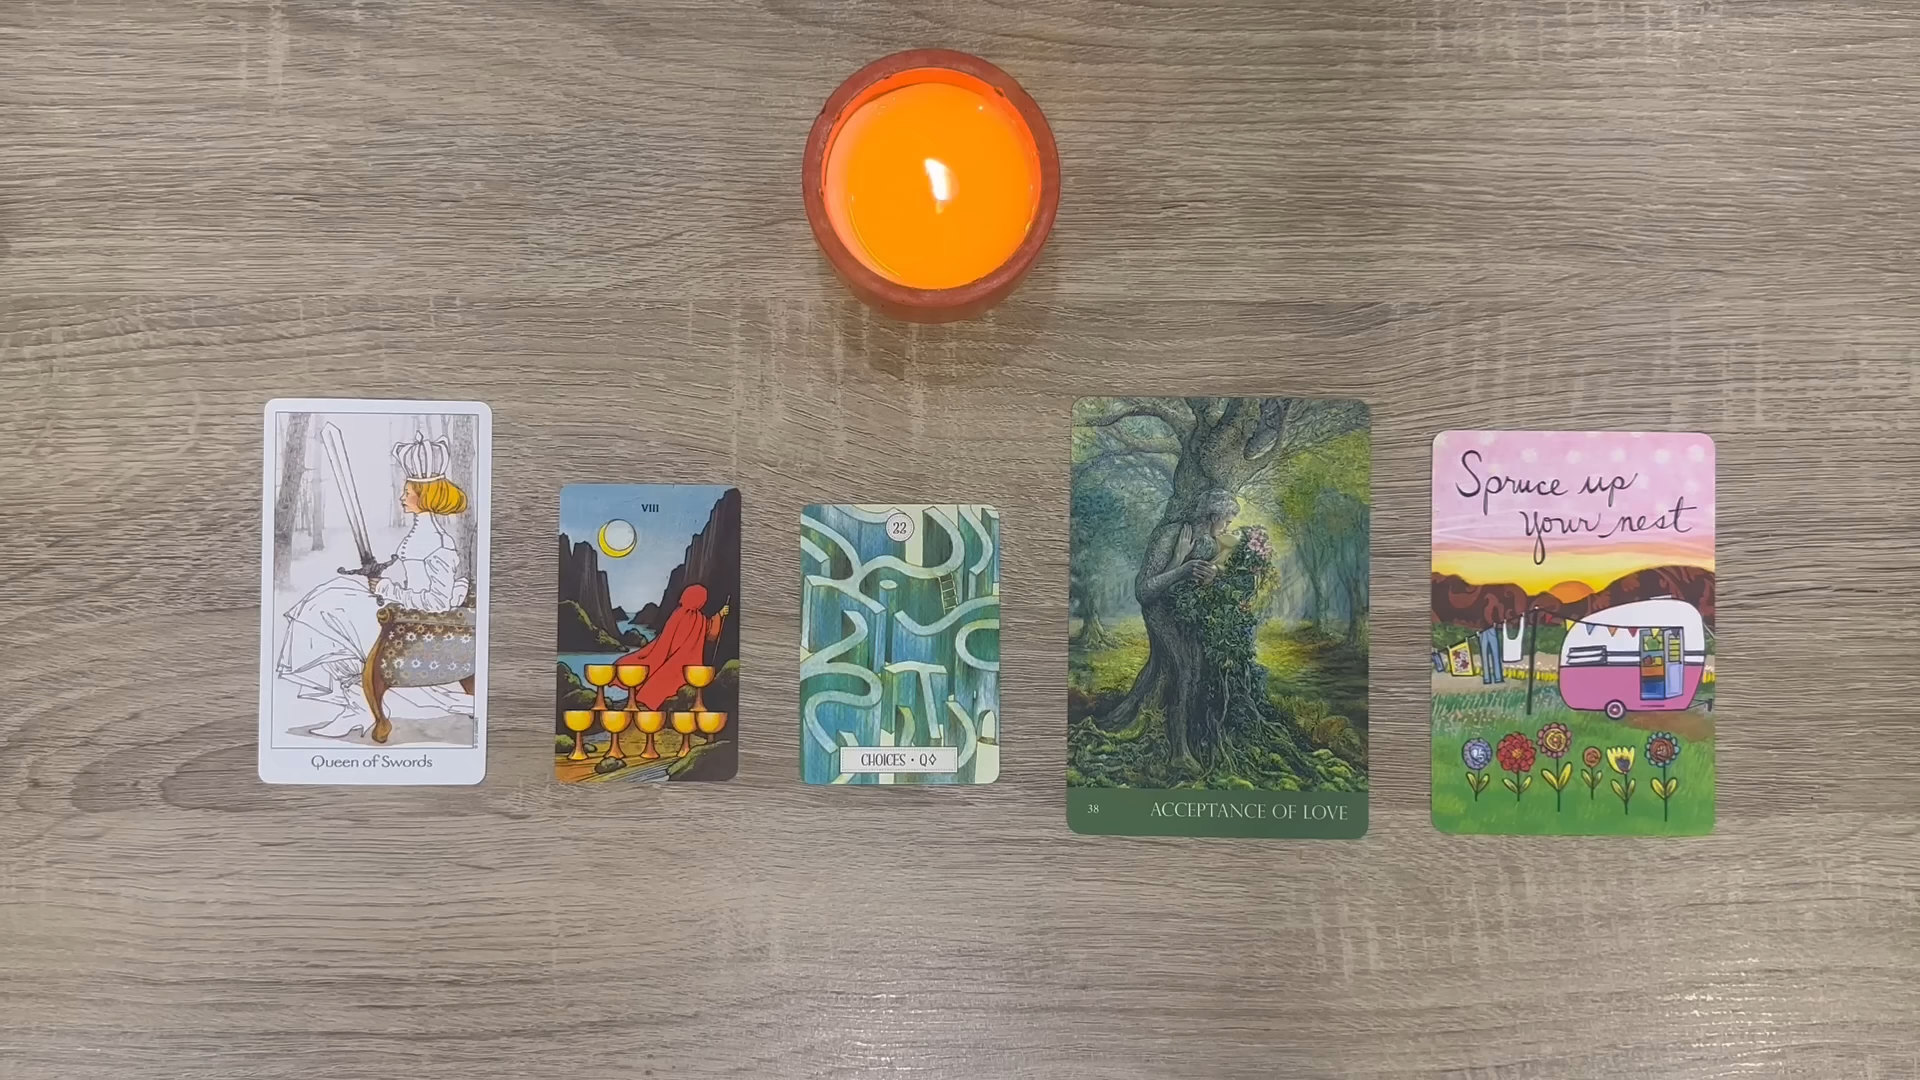 Queen of Swords
VIII
22
CHOICES • Q◇
38 ACCEPTANCE OF LOVE
Spruce up
your nest